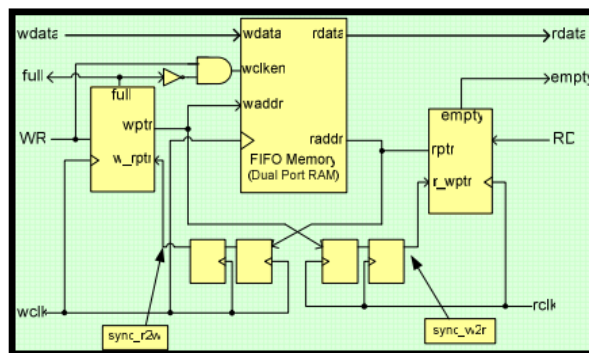 wdata
wdata
rdata
rdata
full
wclken
empty
full
waddr
empty
WR
wptr
raddr
rptr
RD
w_rptr
FIFO Memory
(Dual Port RAM)
r_wptr
wclk
rclk
sync_r2w
sync_w2r